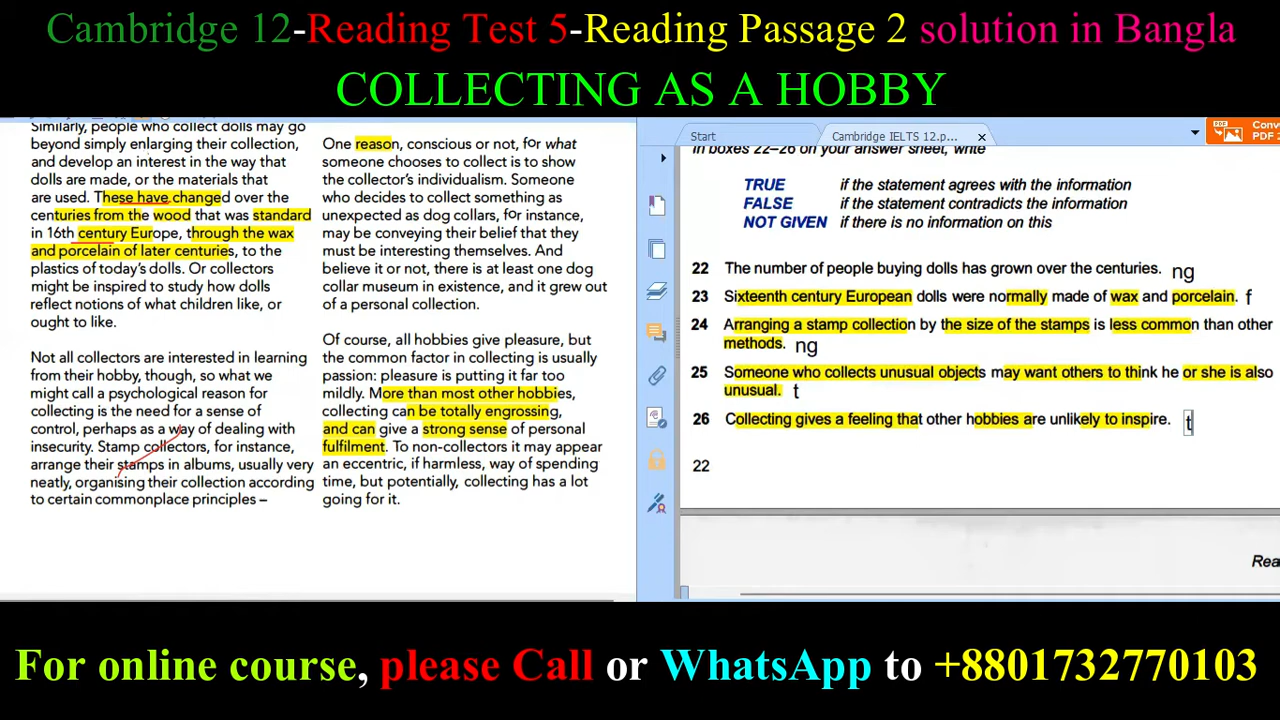 Cambridge 12-Reading Test 5-Reading Passage 2 solution in Bangla
COLLECTING AS A HOBBY
Similarly, people who collect dolls may go
beyond simply enlarging their collection,
and develop an interest in the way that
dolls are made, or the materials that
are used. These have changed over the
centuries from the wood that was standard
in 16th century Europe, through the wax
and porcelain of later centuries, to the
plastics of today's dolls. Or collectors
might be inspired to study how dolls
reflect notions of what children like, or
ought to like.
Not all collectors are interested in learning
from their hobby, though, so what we
might call a psychological reason for
collecting is the need for a sense of
control, perhaps as a way of dealing with
insecurity. Stamp collectors, for instance,
arrange their stamps in albums, usually very
neatly, organising their collection according
to certain commonplace principles –
One reason, conscious or not, for what
someone chooses to collect is to show
the collector's individualism. Someone
who decides to collect something as
unexpected as dog collars, for instance,
may be conveying their belief that they
must be interesting themselves. And
believe it or not, there is at least one dog
collar museum in existence, and it grew out
of a personal collection.
Of course, all hobbies give pleasure, but
the common factor in collecting is usually
passion: pleasure is putting it far too
mildly. More than most other hobbies,
collecting can be totally engrossing,
and can give a strong sense of personal
fulfilment. To non-collectors it may appear
an eccentric, if harmless, way of spending
time, but potentially, collecting has a lot
going for it.
Start
Cambridge IELTS 12.p...
Conv
PDF 2
In boxes 22–26 on your answer sheet, write
TRUE if the statement agrees with the information
FALSE if the statement contradicts the information
NOT GIVEN if there is no information on this
22 The number of people buying dolls has grown over the centuries. ng
23 Sixteenth century European dolls were normally made of wax and porcelain. f
24 Arranging a stamp collection by the size of the stamps is less common than other
methods. ng
25 Someone who collects unusual objects may want others to think he or she is also
unusual. t
26 Collecting gives a feeling that other hobbies are unlikely to inspire. t
22
Rea
For online course, please Call or WhatsApp to +8801732770103